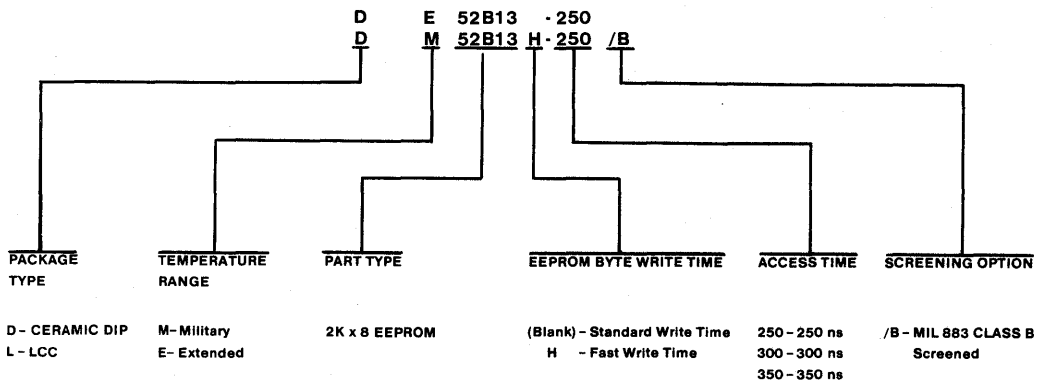 D E 52B13 -250
D M 52B13 H-250 /B
PACKAGE TYPE
TEMPERATURE RANGE
PART TYPE
EEPROM BYTE WRITE TIME
ACCESS TIME
SCREENING OPTION
D– CERAMIC DIP
L – LCC
M– Military
E– Extended
2K x 8 EEPROM
(Blank) – Standard Write Time
H – Fast Write Time
250 – 250 ns
300 – 300 ns
350 – 350 ns
/B – MIL 883 CLASS B
Screened